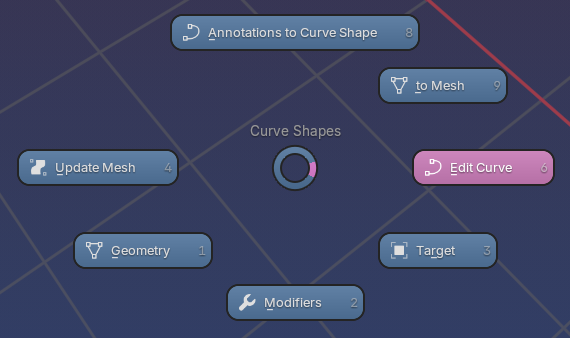 Annotations to Curve Shape 8
to Mesh 9
Curve Shapes
Update Mesh 4
Edit Curve 6
Geometry 1
Target 3
Modifiers 2